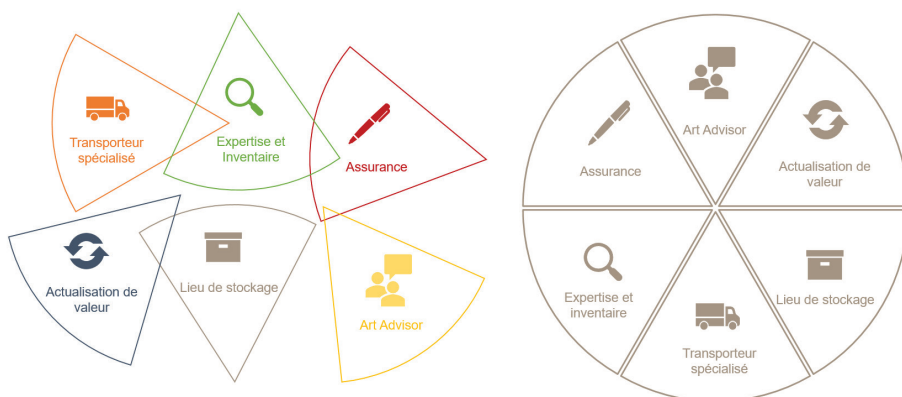 Transporteur
spécialisé
Expertise et
Inventaire
Assurance
Actualisation de
valeur
Lieu de stockage
Art Advisor
Art Advisor
Assurance
Actualisation de
valeur
Expertise et
inventaire
Lieu de stockage
Transporteur
spécialisé